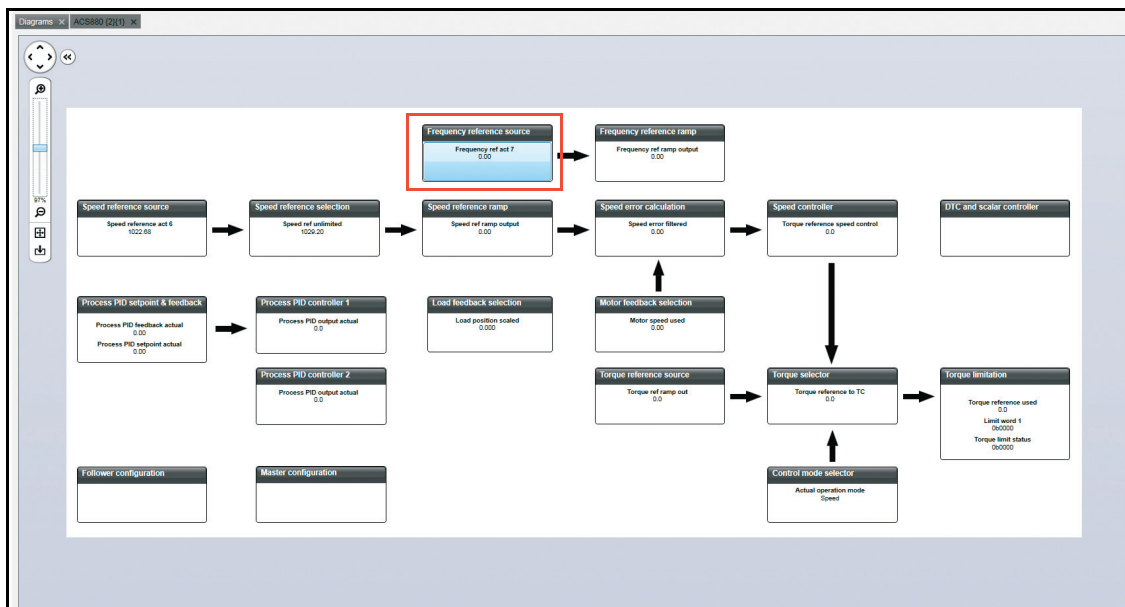 Diagrams ×
ACS880 {2}{1} ×
97%
Frequency reference source
Frequency ref act 7
0.00
Frequency reference ramp
Frequency ref ramp output
0.00
Speed reference source
Speed reference act 6
1022.68
Speed reference selection
Speed ref unlimited
1029.20
Speed reference ramp
Speed ref ramp output
0.00
Speed error calculation
Speed error filtered
0.00
Speed controller
Torque reference speed control
0.0
DTC and scalar controller
Process PID setpoint & feedback
Process PID feedback actual
0.00
Process PID setpoint actual
0.00
Process PID controller 1
Process PID output actual
0.0
Load feedback selection
Load position scaled
0.000
Motor feedback selection
Motor speed used
0.00
Process PID controller 2
Process PID output actual
0.0
Torque reference source
Torque ref ramp out
0.0
Torque selector
Torque reference to TC
0.0
Torque limitation
Torque reference used
0.0
Limit word 1
0b0000
Torque limit status
0b0000
Follower configuration
Master configuration
Control mode selector
Actual operation mode
Speed